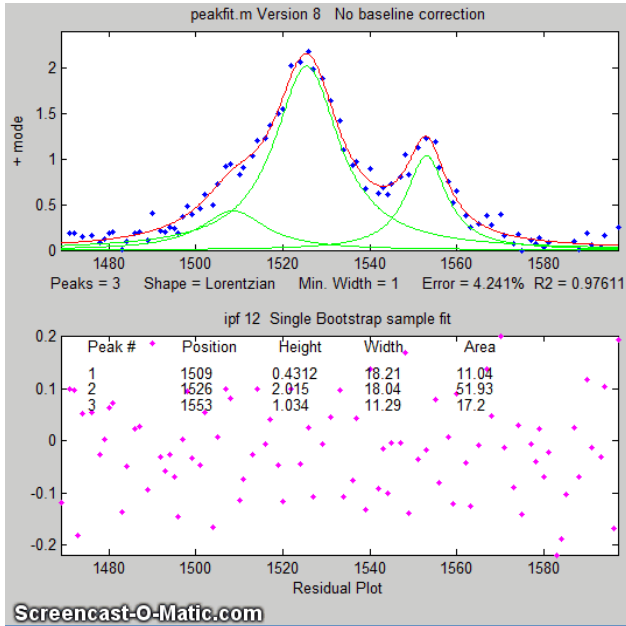 peakfit.m Version 8 No baseline correction
2
1.5
1
0.5
0
+ mode
1480 1500 1520 1540 1560 1580
Peaks = 3 Shape = Lorentzian Min. Width = 1 Error = 4.241% R2 = 0.97611
ipf 12 Single Bootstrap sample fit
0.2
0.1
0
-0.1
-0.2
Peak # Position Height Width Area
1 1509 0.4312 18.21 11.04
2 1526 2.015 18.04 51.93
3 1553 1.034 11.29 17.2
1480 1500 1520 1540 1560 1580
Residual Plot
Screencast-O-Matic.com